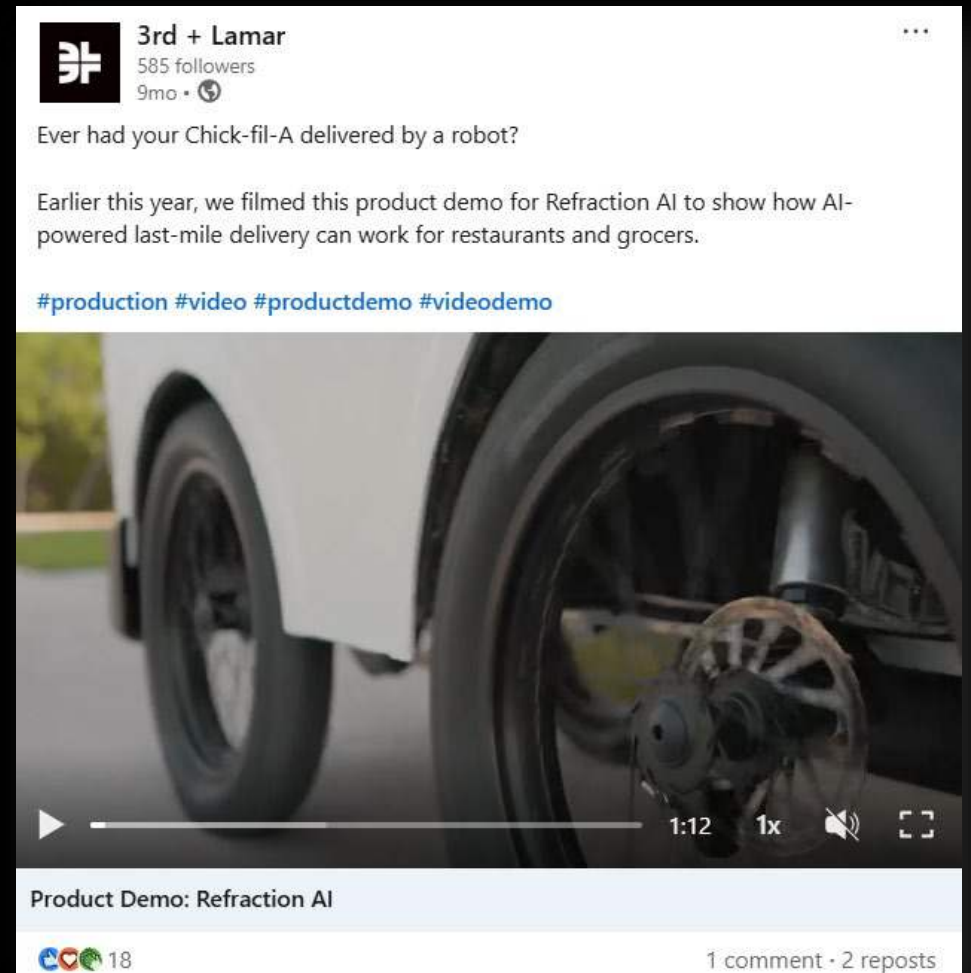 3rd + Lamar
585 followers
9mo •
Ever had your Chick-fil-A delivered by a robot?
Earlier this year, we filmed this product demo for Refraction AI to show how AI-
powered last-mile delivery can work for restaurants and grocers.
#production #video #productdemo #videodemo
1:12 1x
Product Demo: Refraction AI
18 1 comment · 2 reposts